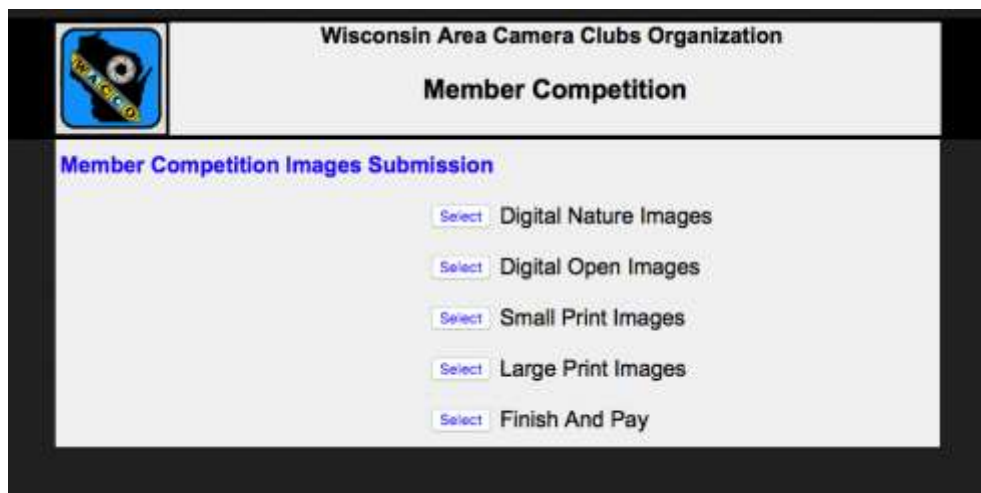 Wisconsin Area Camera Clubs Organization
WACCO
Member Competition
Member Competition Images Submission
Select Digital Nature Images
Select Digital Open Images
Select Small Print Images
Select Large Print Images
Select Finish And Pay